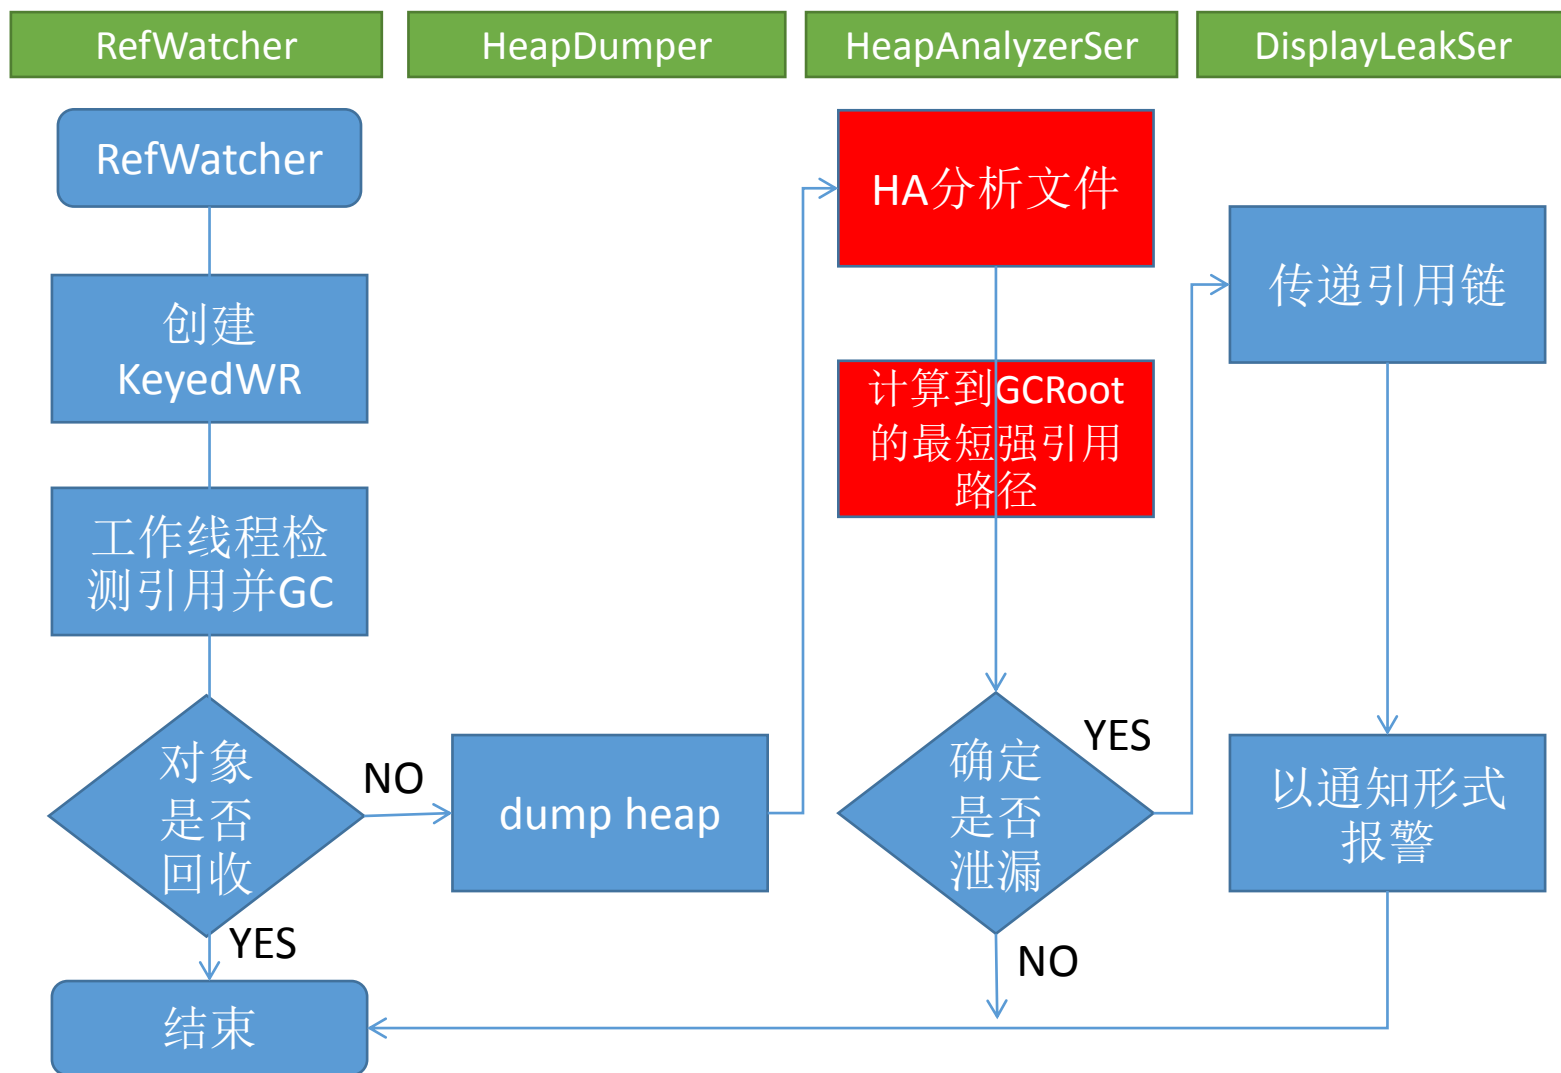 RefWatcher
HeapDumper
HeapAnalyzerSer
DisplayLeakSer
RefWatcher
创建
KeyedWR
工作线程检
测引用并GC
对象
是否
回收
NO
YES
结束
dump heap
HA分析文件
计算到GCRoot
的最短强引用
路径
确定
是否
泄漏
YES
NO
传递引用链
以通知形式
报警